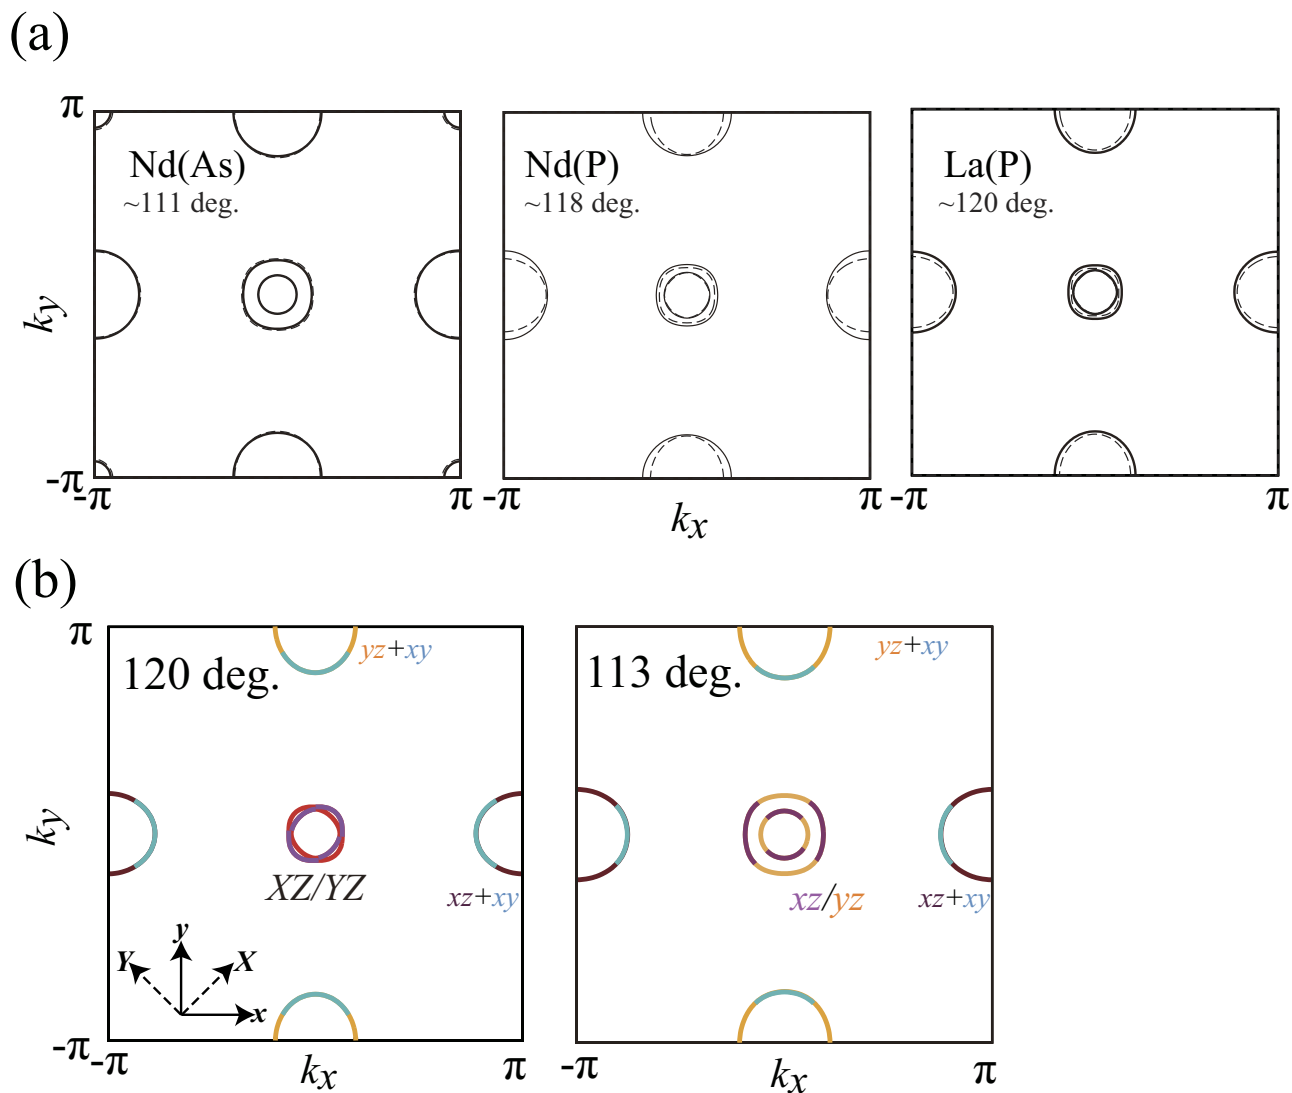 (a)
π
Nd(As)
~111 deg.
Nd(P)
~118 deg.
La(P)
~120 deg.
ky
-π
-π
π
-π
π
-π
π
kx
(b)
π
120 deg.
yz+xy
113 deg.
yz+xy
ky
XZ/YZ
xz+xy
xz/yz
xz+xy
y
Y
X
x
-π
-π
kx
π
-π
kx
π